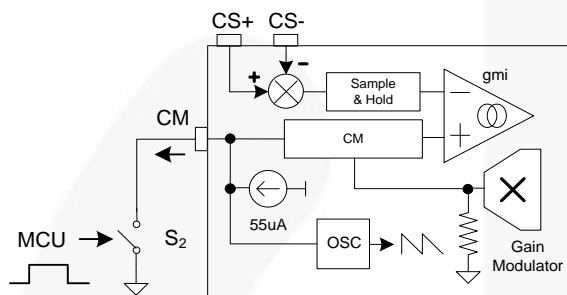 CS+ CS-
+ -
gmi
Sample
& Hold
CM
CM
55uA
MCU
S2
OSC
Gain
Modulator